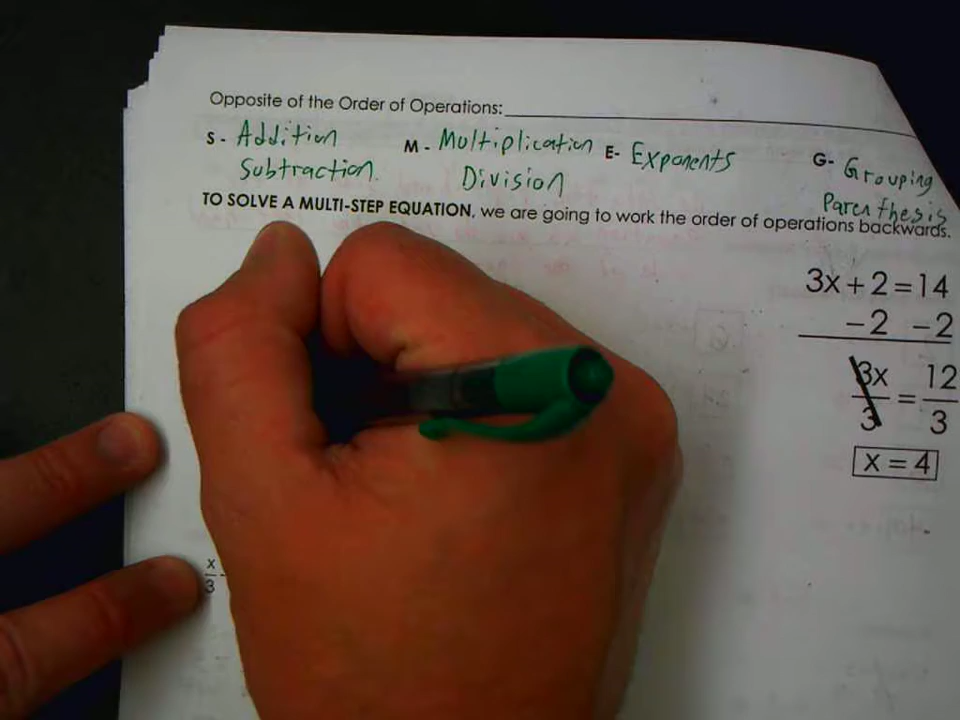 Opposite of the Order of Operations:
S - Addition M - Multiplication E- Exponents G- Grouping
Subtraction Division Parenthesis
TO SOLVE A MULTI-STEP EQUATION, we are going to work the order of operations backwards.
3x + 2 = 14
-2 -2
3x/3 = 12/3
x = 4
x/3